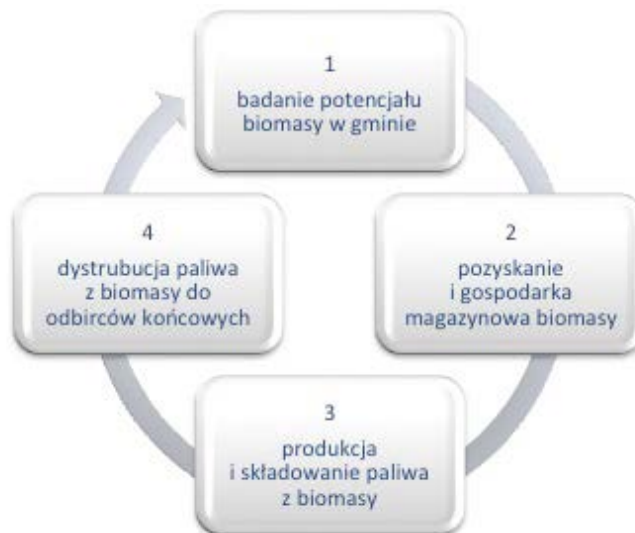 1
badanie potencjału
biomasy w gminie
2
pozyskanie
i gospodarka
magazynowa biomasy
3
produkcja
i składowanie paliwa
z biomasy
4
dystrubucja paliwa
z biomasy do
odbirców końcowych